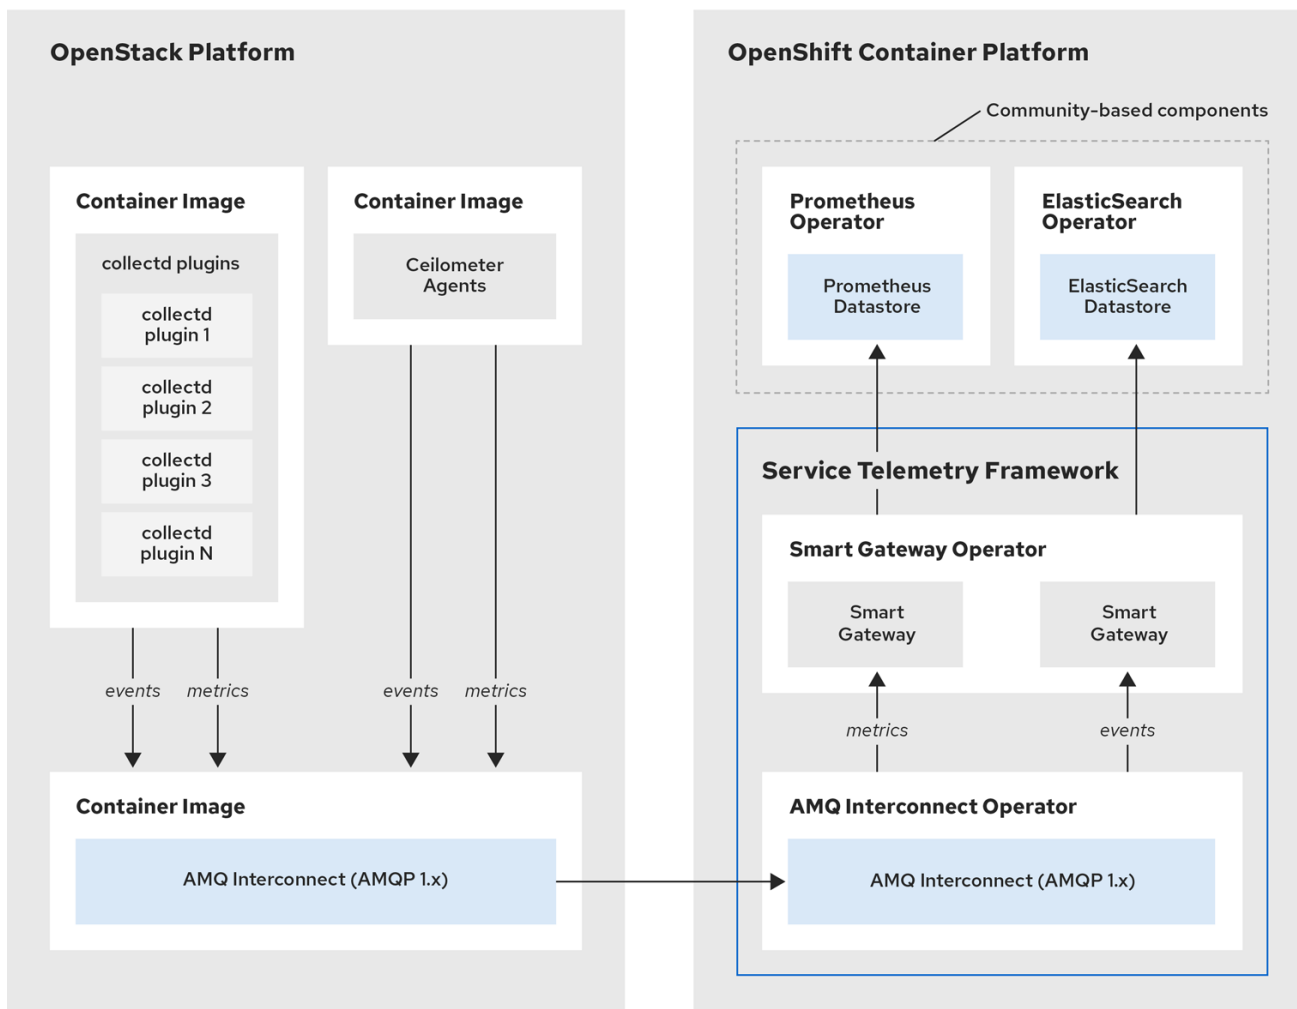 OpenStack Platform
Container Image
collectd plugins
collectd
plugin 1
collectd
plugin 2
collectd
plugin 3
collectd
plugin N
Container Image
Ceilometer
Agents
events
metrics
events
metrics
Container Image
AMQ Interconnect (AMQP 1.x)
OpenShift Container Platform
Community-based components
Prometheus
Operator
Prometheus
Datastore
ElasticSearch
Operator
ElasticSearch
Datastore
Service Telemetry Framework
Smart Gateway Operator
Smart
Gateway
Smart
Gateway
metrics
events
AMQ Interconnect Operator
AMQ Interconnect (AMQP 1.x)